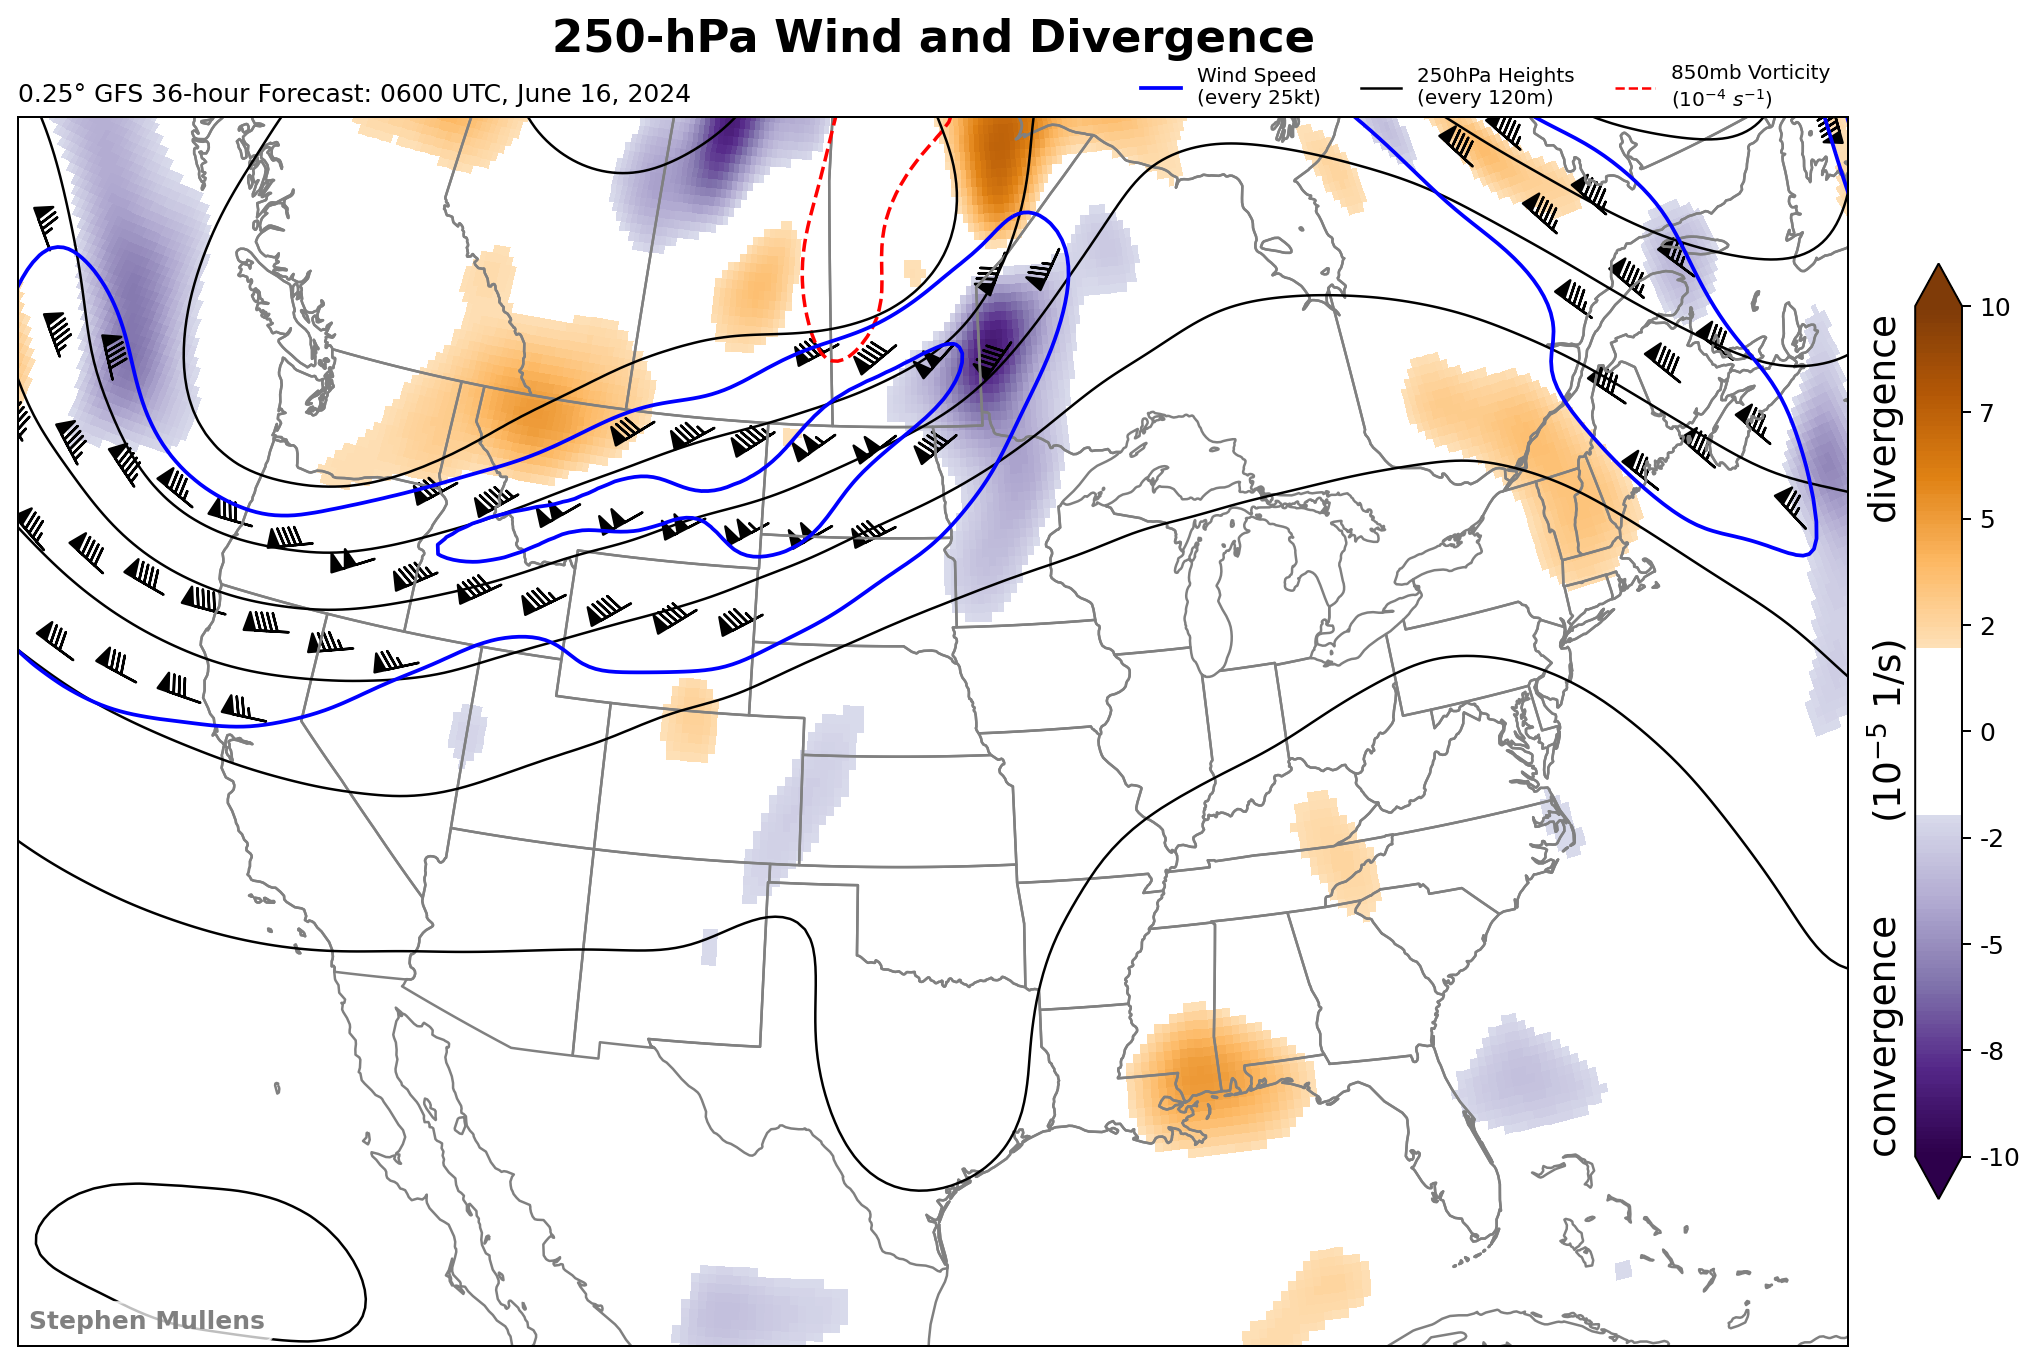 250-hPa Wind and Divergence
0.25° GFS 36-hour Forecast: 0600 UTC, June 16, 2024
Wind Speed
(every 25kt)
250hPa Heights
(every 120m)
850mb Vorticity
(10⁻⁴ s⁻¹)
10
7
5
2
0
-2
-5
-8
-10
convergence (10⁻⁵ 1/s) divergence
Stephen Mullens